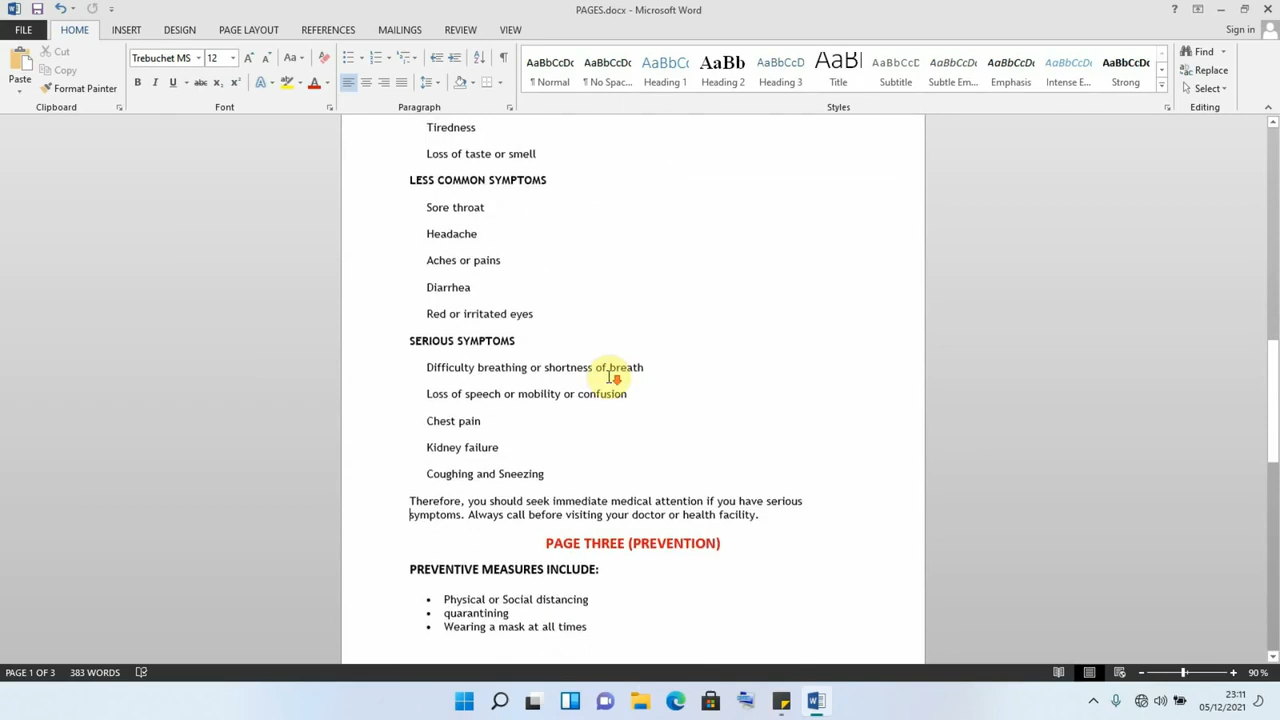 PAGES.docx - Microsoft Word
? Sign in
FILE HOME INSERT DESIGN PAGE LAYOUT REFERENCES MAILINGS REVIEW VIEW
Paste Cut Copy Format Painter
Clipboard
Trebuchet MS 12 Aa
B I U abc x₂ x² A A
Font
Paragraph
AaBbCcDc AaBbCcDc AaBbCc AaBb AaBbCcD AaB AaBbCcD AaBbCcDc AaBbCcDc AaBbCcDc AaBbCcDc
¶ Normal ¶ No Spac... Heading 1 Heading 2 Heading 3 Title Subtitle Subtle Em... Emphasis Intense E... Strong
Styles
Find
Replace
Select
Editing
Tiredness
Loss of taste or smell
LESS COMMON SYMPTOMS
Sore throat
Headache
Aches or pains
Diarrhea
Red or irritated eyes
SERIOUS SYMPTOMS
Difficulty breathing or shortness of breath
Loss of speech or mobility or confusion
Chest pain
Kidney failure
Coughing and Sneezing
Therefore, you should seek immediate medical attention if you have serious
symptoms. Always call before visiting your doctor or health facility.
PAGE THREE (PREVENTION)
PREVENTIVE MEASURES INCLUDE:
• Physical or Social distancing
• quarantining
• Wearing a mask at all times
PAGE 1 OF 3 383 WORDS 90 %
23:11
05/12/2021